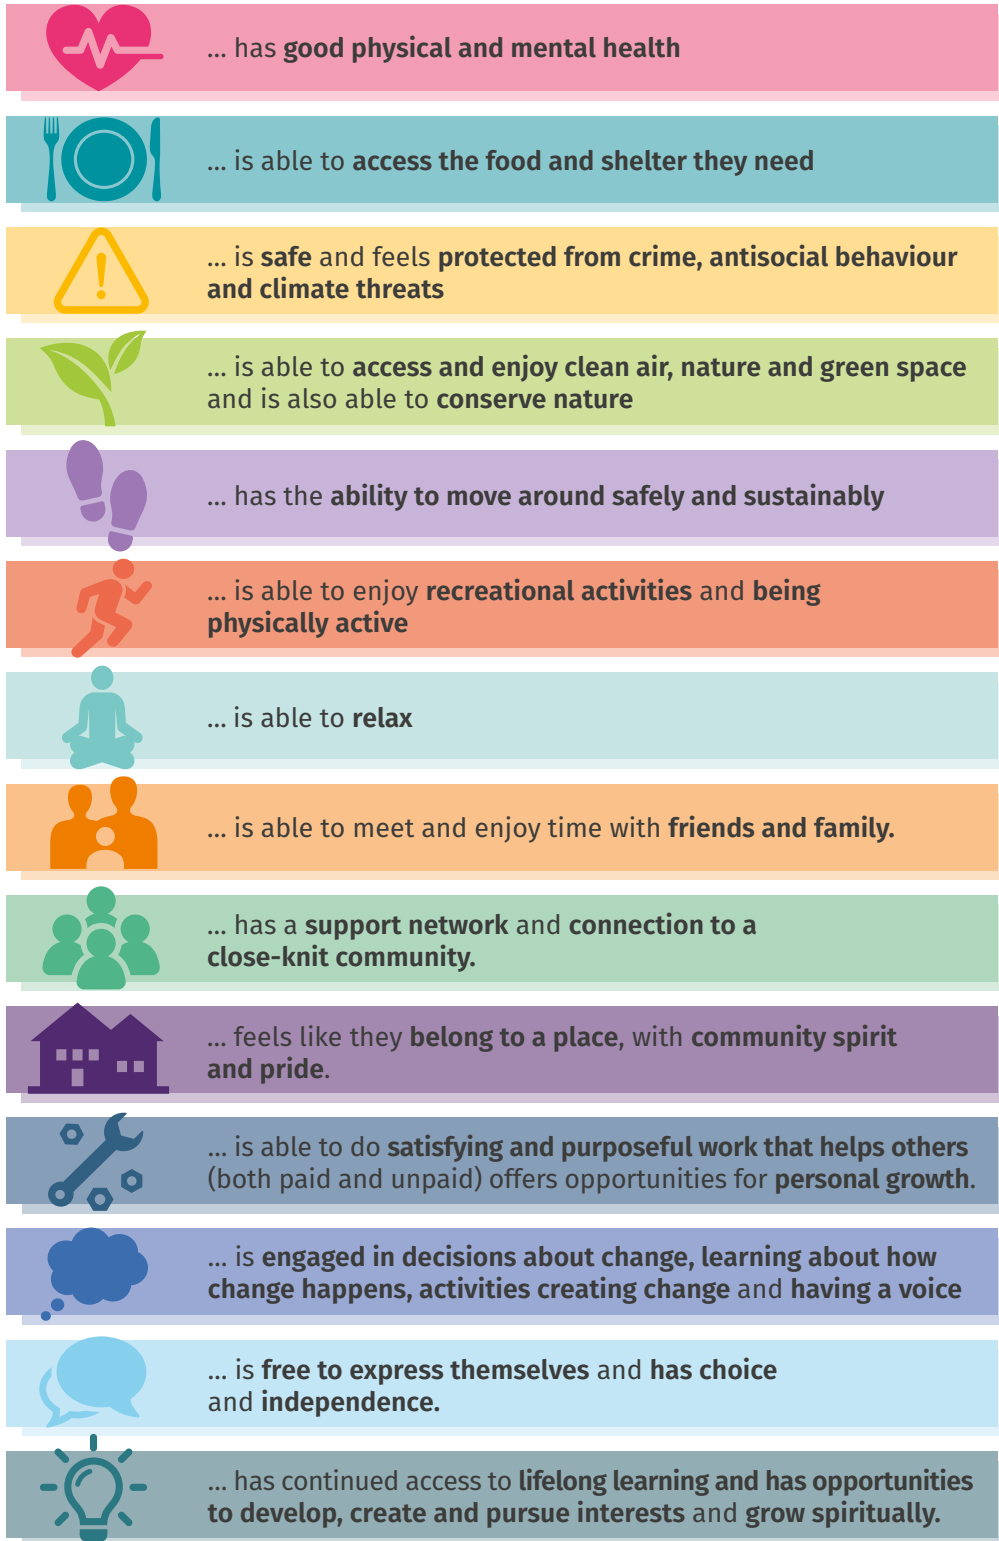 ... has good physical and mental health
... is able to access the food and shelter they need
... is safe and feels protected from crime, antisocial behaviour
and climate threats
... is able to access and enjoy clean air, nature and green space
and is also able to conserve nature
... has the ability to move around safely and sustainably
... is able to enjoy recreational activities and being
physically active
... is able to relax
... is able to meet and enjoy time with friends and family.
... has a support network and connection to a
close-knit community.
... feels like they belong to a place, with community spirit
and pride.
... is able to do satisfying and purposeful work that helps others
(both paid and unpaid) offers opportunities for personal growth.
... is engaged in decisions about change, learning about how
change happens, activities creating change and having a voice
... is free to express themselves and has choice
and independence.
... has continued access to lifelong learning and has opportunities
to develop, create and pursue interests and grow spiritually.